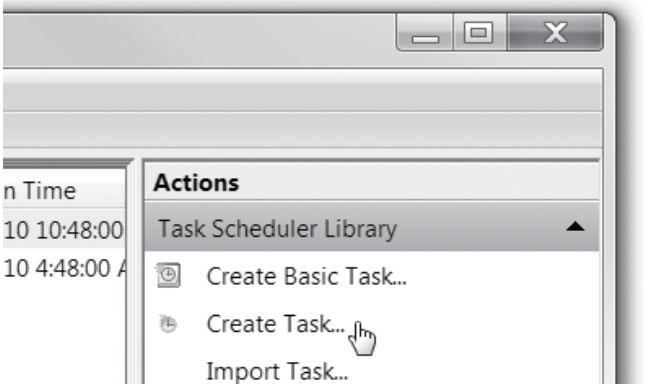 n Time
10 10:48:00
10 4:48:00 A
Actions
Task Scheduler Library
Create Basic Task...
Create Task...
Import Task...